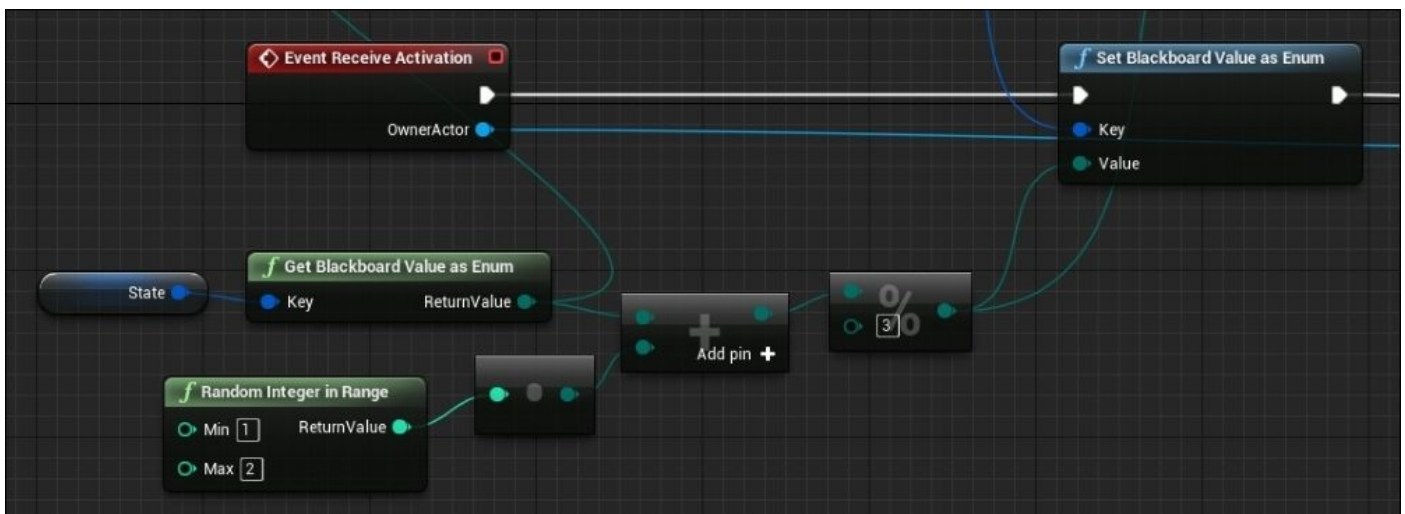 Event Receive Activation
OwnerActor
f Set Blackboard Value as Enum
Key
Value
State
f Get Blackboard Value as Enum
Key ReturnValue
+
Add pin +
%
3
f Random Integer in Range
Min 1 ReturnValue
Max 2